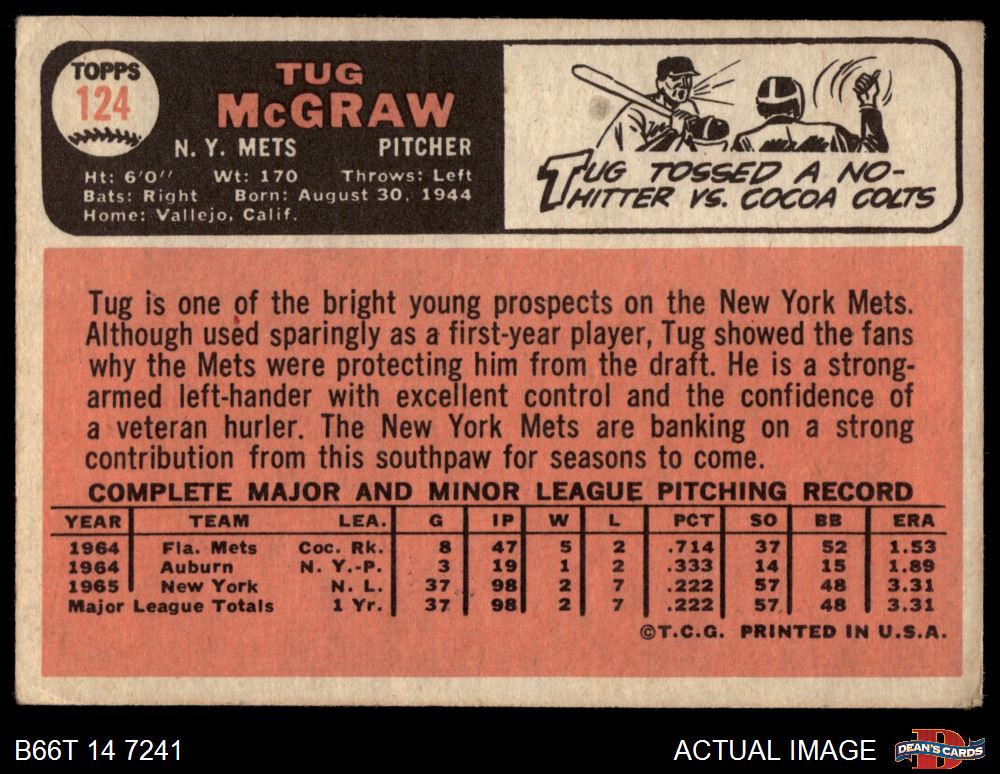 TOPPS
124
TUG
McGRAW
N. Y. METS PITCHER
Ht: 6'0" Wt: 170 Throws: Left
Bats: Right Born: August 30, 1944
Home: Vallejo, Calif.
TUG TOSSED A NO-
HITTER VS. COCOA COLTS
Tug is one of the bright young prospects on the New York Mets.
Although used sparingly as a first-year player, Tug showed the fans
why the Mets were protecting him from the draft. He is a strong-
armed left-hander with excellent control and the confidence of
a veteran hurler. The New York Mets are banking on a strong
contribution from this southpaw for seasons to come.
COMPLETE MAJOR AND MINOR LEAGUE PITCHING RECORD
YEAR TEAM LEA. G IP W L PCT SO BB ERA
1964 Fla. Mets Coc. Rk. 8 47 5 2 .714 37 52 1.53
1964 Auburn N. Y.-P. 3 19 1 2 .333 14 15 1.89
1965 New York N. L. 37 98 2 7 .222 57 48 3.31
Major League Totals 1 Yr. 37 98 2 7 .222 57 48 3.31
©T.C.G. PRINTED IN U.S.A.
B66T 14 7241 ACTUAL IMAGE DEAN'S CARDS